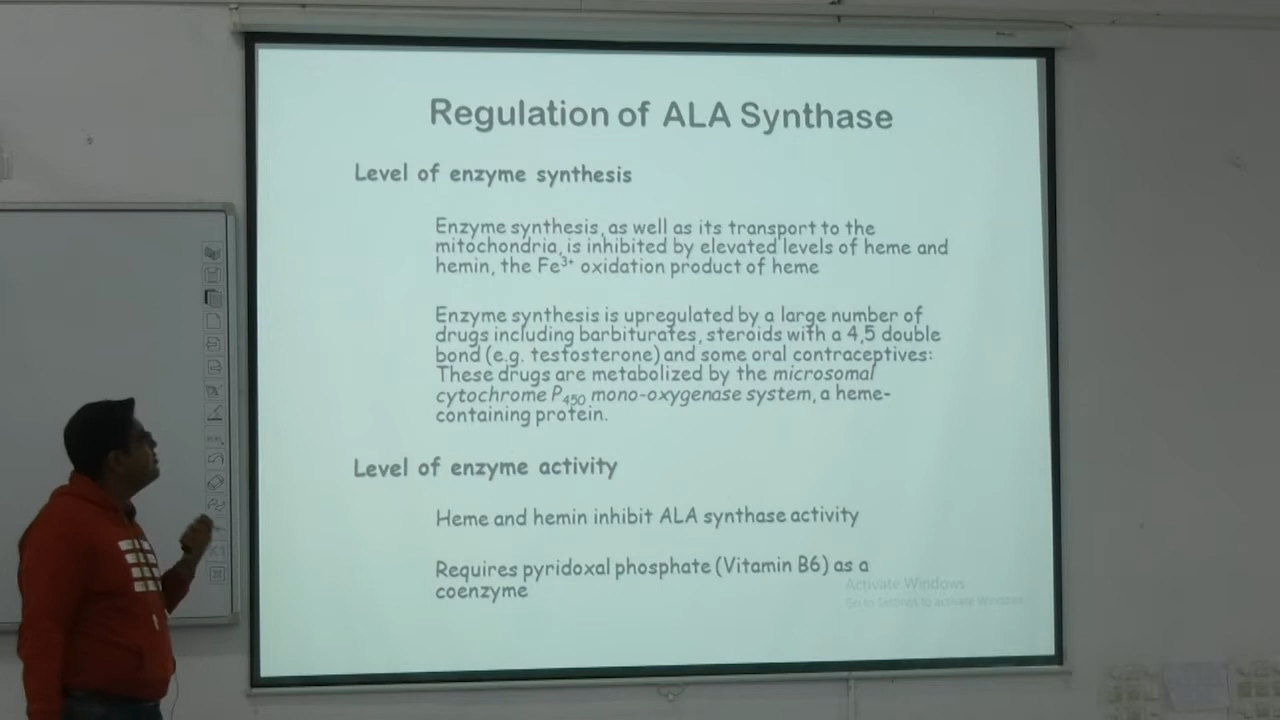 Regulation of ALA Synthase
Level of enzyme synthesis
Enzyme synthesis, as well as its transport to the
mitochondria, is inhibited by elevated levels of heme and
hemin, the Fe³⁺ oxidation product of heme
Enzyme synthesis is upregulated by a large number of
drugs including barbiturates, steroids with a 4,5 double
bond (e.g. testosterone) and some oral contraceptives:
These drugs are metabolized by the microsomal
cytochrome P₄₅₀ mono-oxygenase system, a heme-
containing protein.
Level of enzyme activity
Heme and hemin inhibit ALA synthase activity
Requires pyridoxal phosphate (Vitamin B6) as a
coenzyme
Activate Windows
Go to Settings to activate Windows.